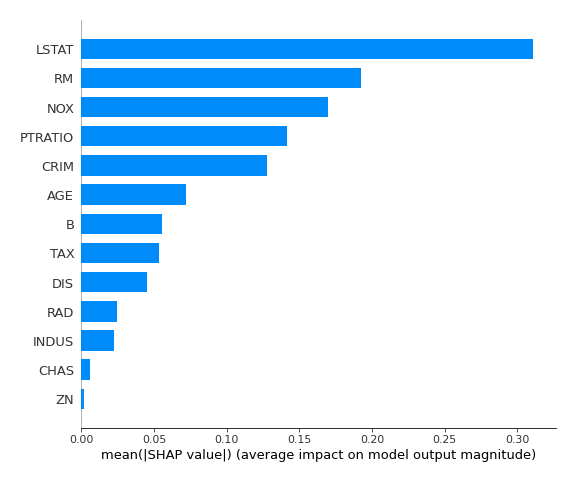 LSTAT
RM
NOX
PTRATIO
CRIM
AGE
B
TAX
DIS
RAD
INDUS
CHAS
ZN
0.00 0.05 0.10 0.15 0.20 0.25 0.30
mean(|SHAP value|) (average impact on model output magnitude)